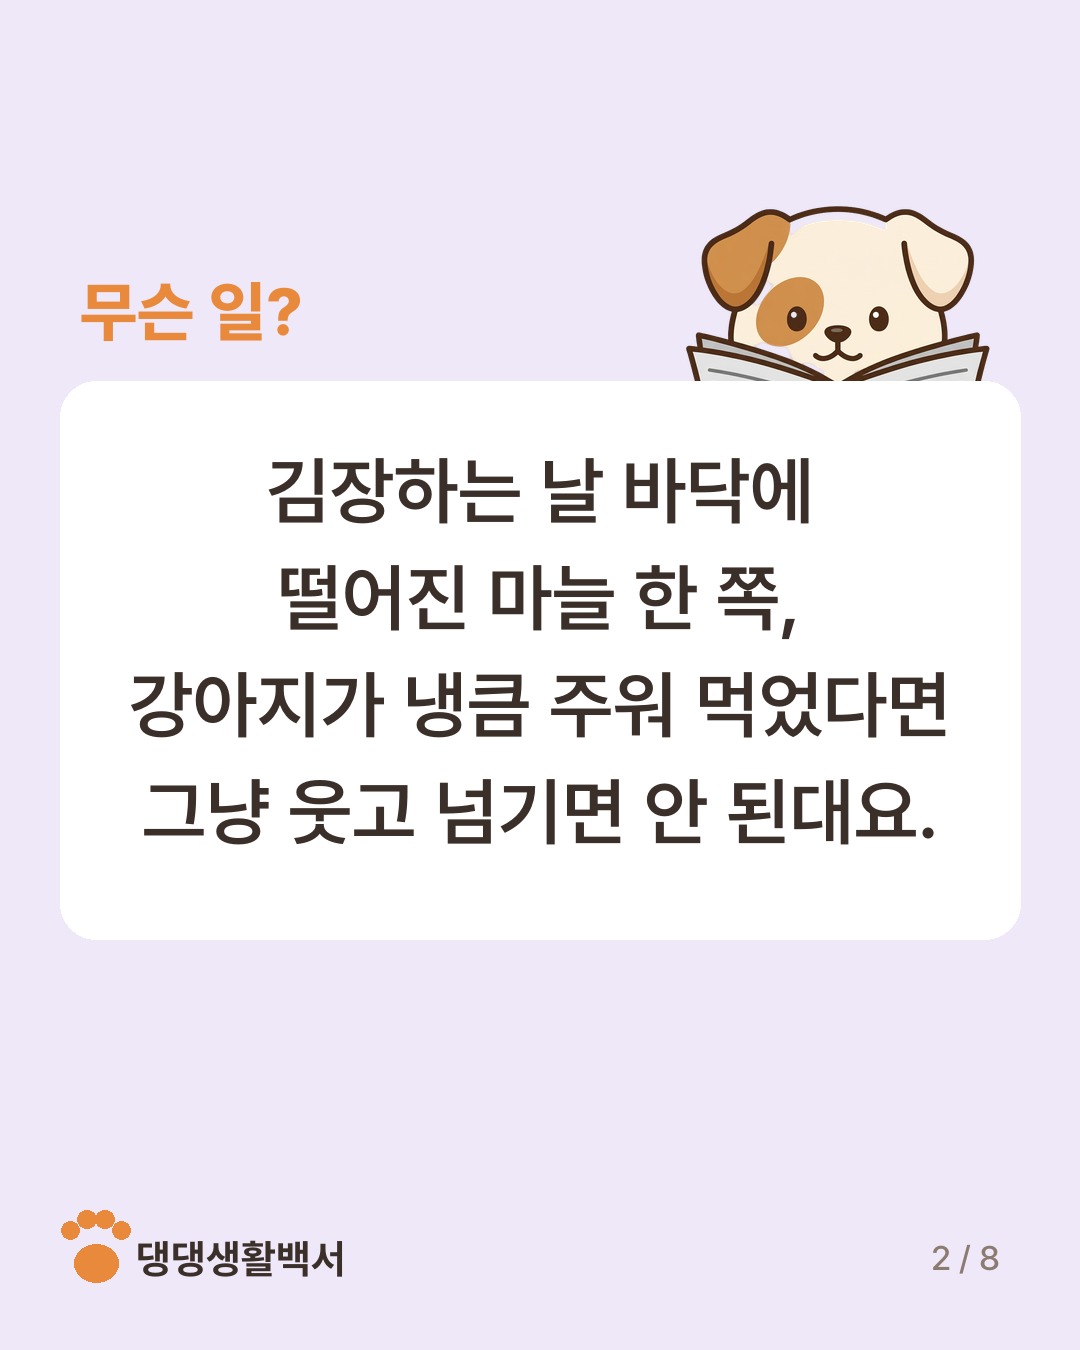 무슨 일?
김장하는 날 바닥에
떨어진 마늘 한 쪽,
강아지가 냉큼 주워 먹었다면
그냥 웃고 넘기면 안 된대요.
댕댕생활백서
2 / 8